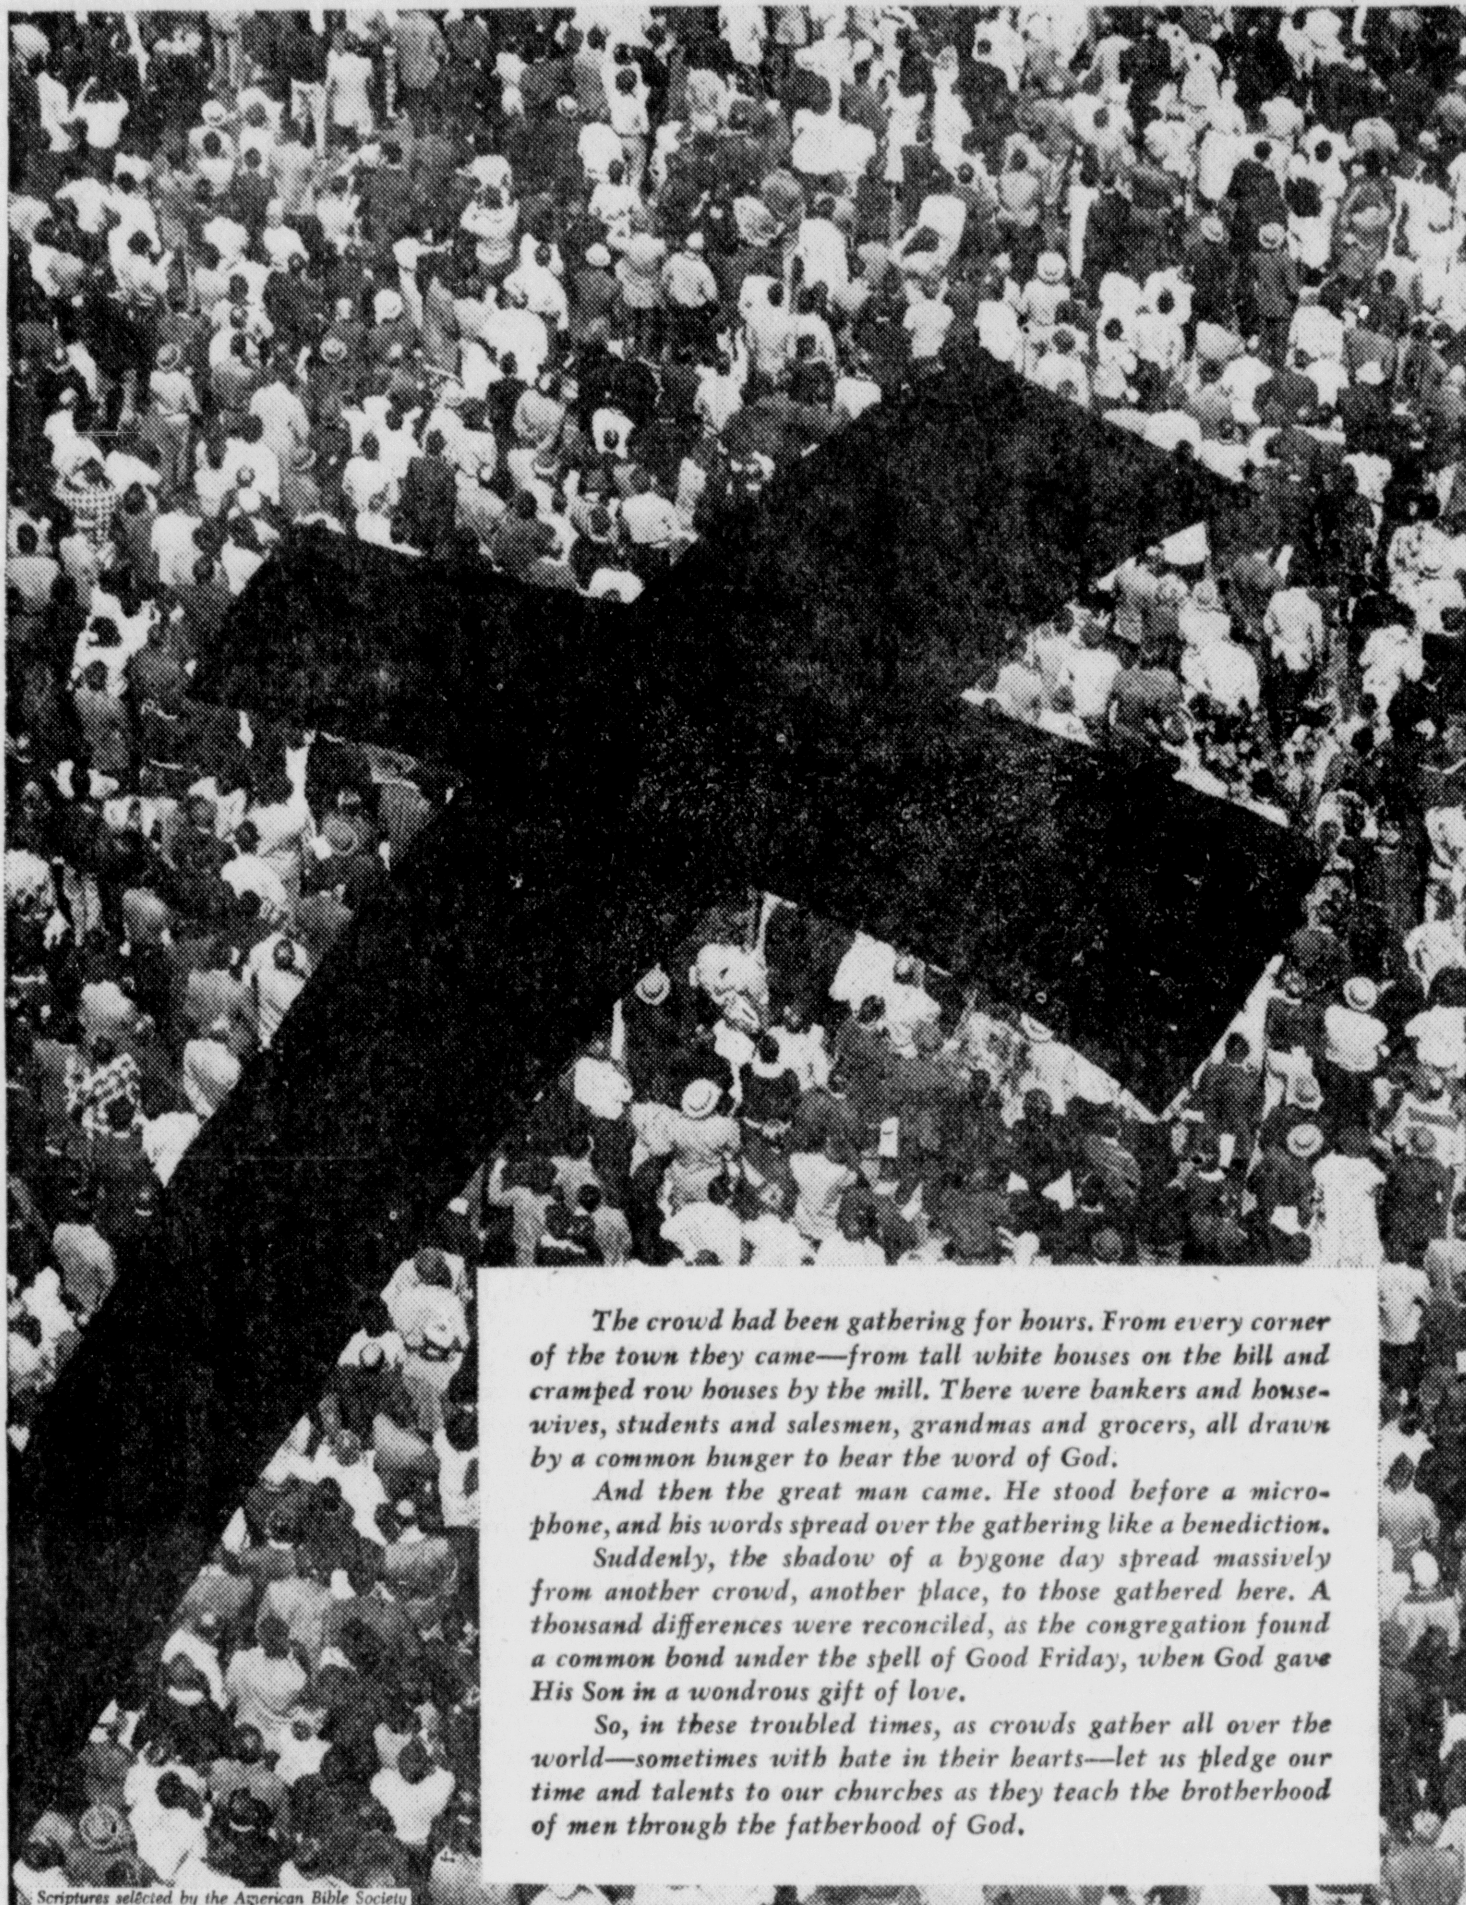 The crowd had been gathering for hours. From every corner
of the town they came—from tall white houses on the hill and
cramped row houses by the mill. There were bankers and house-
wives, students and salesmen, grandmas and grocers, all drawn
by a common hunger to hear the word of God.
And then the great man came. He stood before a micro-
phone, and his words spread over the gathering like a benediction.
Suddenly, the shadow of a bygone day spread massively
from another crowd, another place, to those gathered here. A
thousand differences were reconciled, as the congregation found
a common bond under the spell of Good Friday, when God gave
His Son in a wondrous gift of love.
So, in these troubled times, as crowds gather all over the
world—sometimes with hate in their hearts—let us pledge our
time and talents to our churches as they teach the brotherhood
of men through the fatherhood of God.
Scriptures selected by the American Bible Society